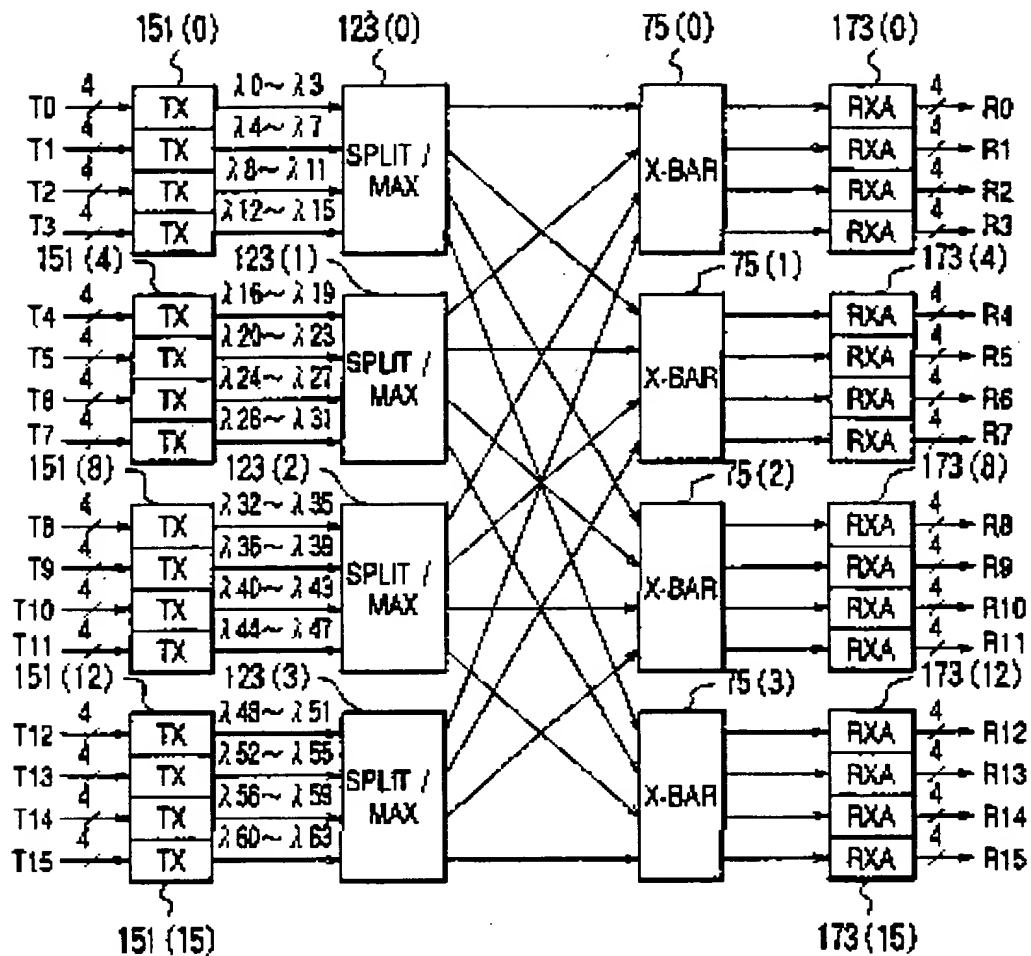 151(0) 123(0) 75(0) 173(0)
T0 4 TX λ0~λ3 RXA 4 R0
T1 4 TX λ4~λ7 SPLIT / MAX X-BAR RXA 4 R1
T2 4 TX λ8~λ11 RXA 4 R2
T3 4 TX λ12~λ15 RXA 4 R3
151(4) 123(1) 75(1) 173(4)
T4 4 TX λ16~λ19 RXA 4 R4
T5 4 TX λ20~λ23 SPLIT / MAX X-BAR RXA 4 R5
T6 4 TX λ24~λ27 RXA 4 R6
T7 4 TX λ28~λ31 RXA 4 R7
151(8) 123(2) 75(2) 173(8)
T8 4 TX λ32~λ35 RXA 4 R8
T9 4 TX λ36~λ39 SPLIT / MAX X-BAR RXA 4 R9
T10 4 TX λ40~λ43 RXA 4 R10
T11 4 TX λ44~λ47 RXA 4 R11
151(12) 123(3) 75(3) 173(12)
T12 4 TX λ48~λ51 RXA 4 R12
T13 4 TX λ52~λ55 SPLIT / MAX X-BAR RXA 4 R13
T14 4 TX λ56~λ59 RXA 4 R14
T15 4 TX λ60~λ63 RXA 4 R15
151(15) 173(15)